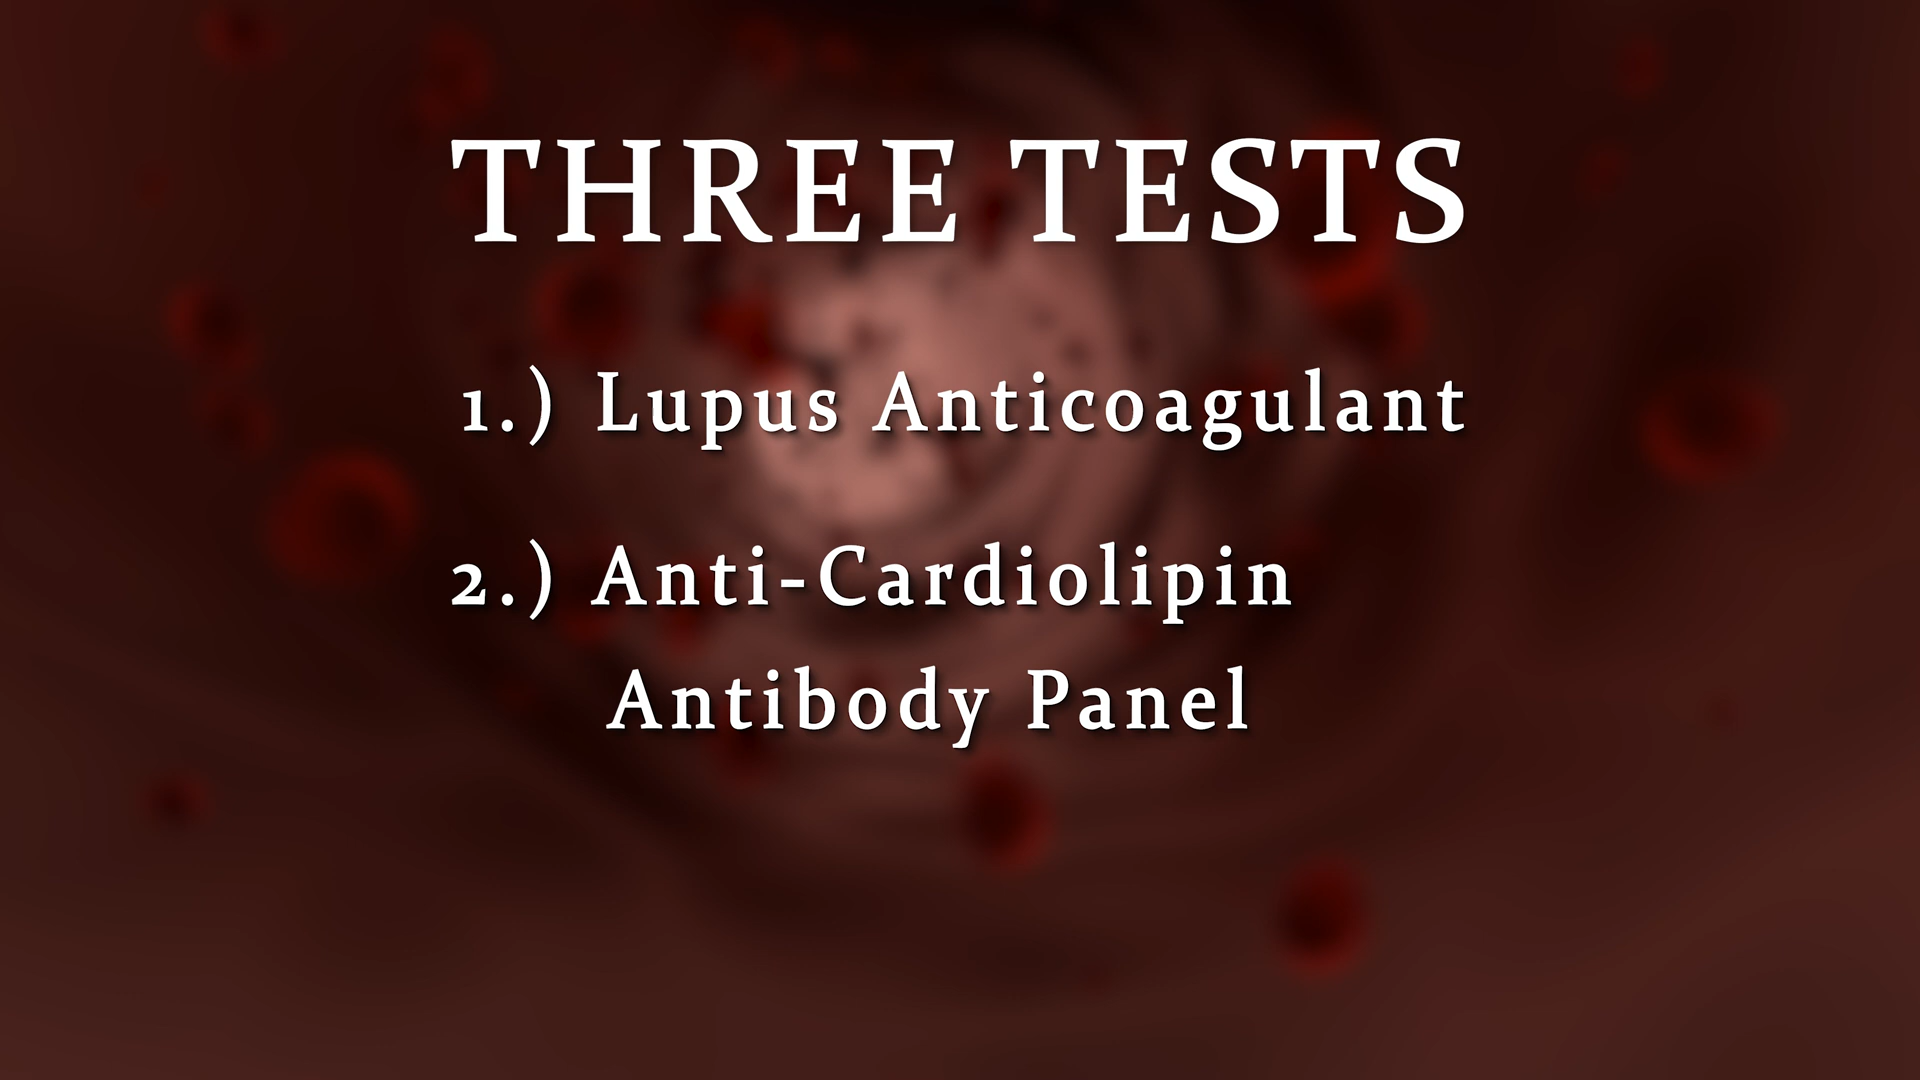 THREE TESTS
1.) Lupus Anticoagulant
2.) Anti-Cardiolipin
Antibody Panel